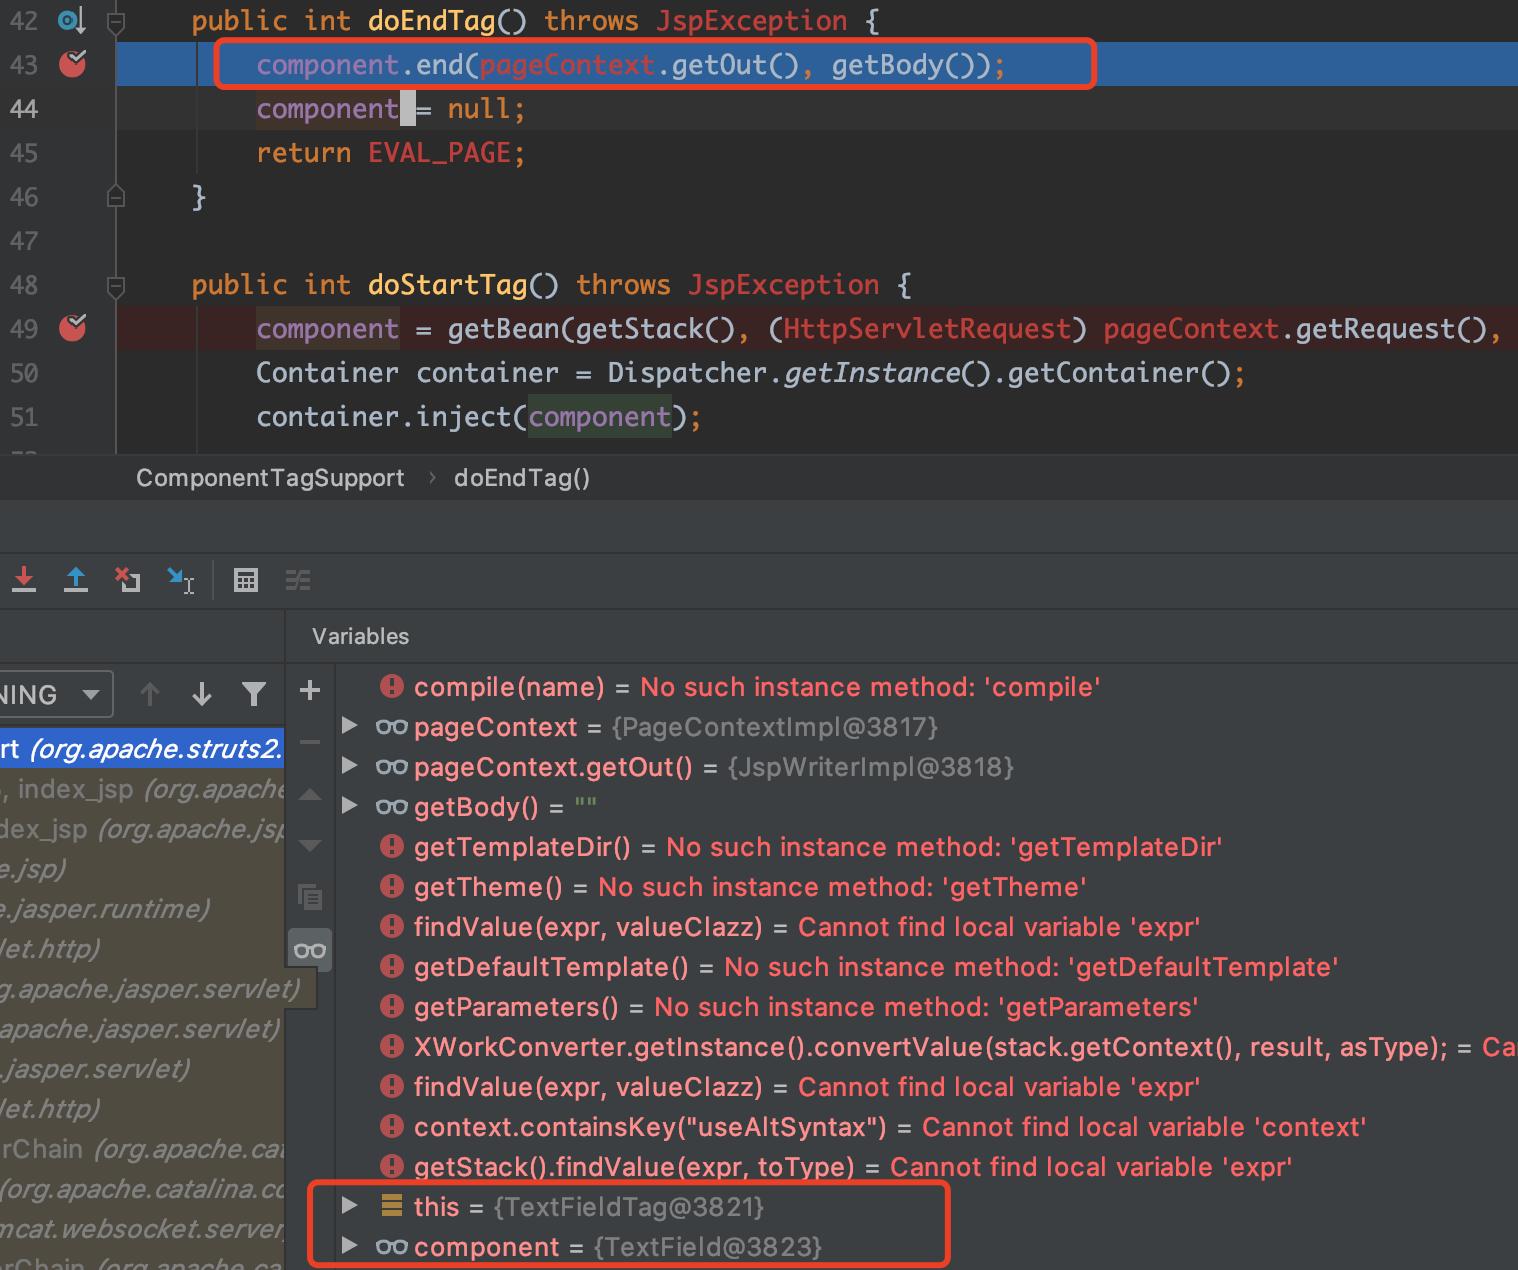 42 public int doEndTag() throws JspException {
43 component.end(pageContext.getOut(), getBody());
44 component = null;
45 return EVAL_PAGE;
46 }
47
48 public int doStartTag() throws JspException {
49 component = getBean(getStack(), (HttpServletRequest) pageContext.getRequest(),
50 Container container = Dispatcher.getInstance().getContainer();
51 container.inject(component);
ComponentTagSupport › doEndTag()
Variables
NING
compile(name) = No such instance method: 'compile'
pageContext = {PageContextImpl@3817}
rt (org.apache.struts2.
pageContext.getOut() = {JspWriterImpl@3818}
, index_jsp (org.apache
getBody() = ""
dex_jsp (org.apache.jsp
getTemplateDir() = No such instance method: 'getTemplateDir'
e.jsp)
getTheme() = No such instance method: 'getTheme'
e.jasper.runtime)
findValue(expr, valueClazz) = Cannot find local variable 'expr'
let.http)
getDefaultTemplate() = No such instance method: 'getDefaultTemplate'
g.apache.jasper.servlet)
getParameters() = No such instance method: 'getParameters'
apache.jasper.servlet)
XWorkConverter.getInstance().convertValue(stack.getContext(), result, asType); = Ca
.jasper.servlet)
findValue(expr, valueClazz) = Cannot find local variable 'expr'
let.http)
context.containsKey("useAltSyntax") = Cannot find local variable 'context'
rChain (org.apache.cat
getStack().findValue(expr, toType) = Cannot find local variable 'expr'
(org.apache.catalina.co
this = {TextFieldTag@3821}
mcat.websocket.server
component = {TextField@3823}
erChain (org.apache.ca